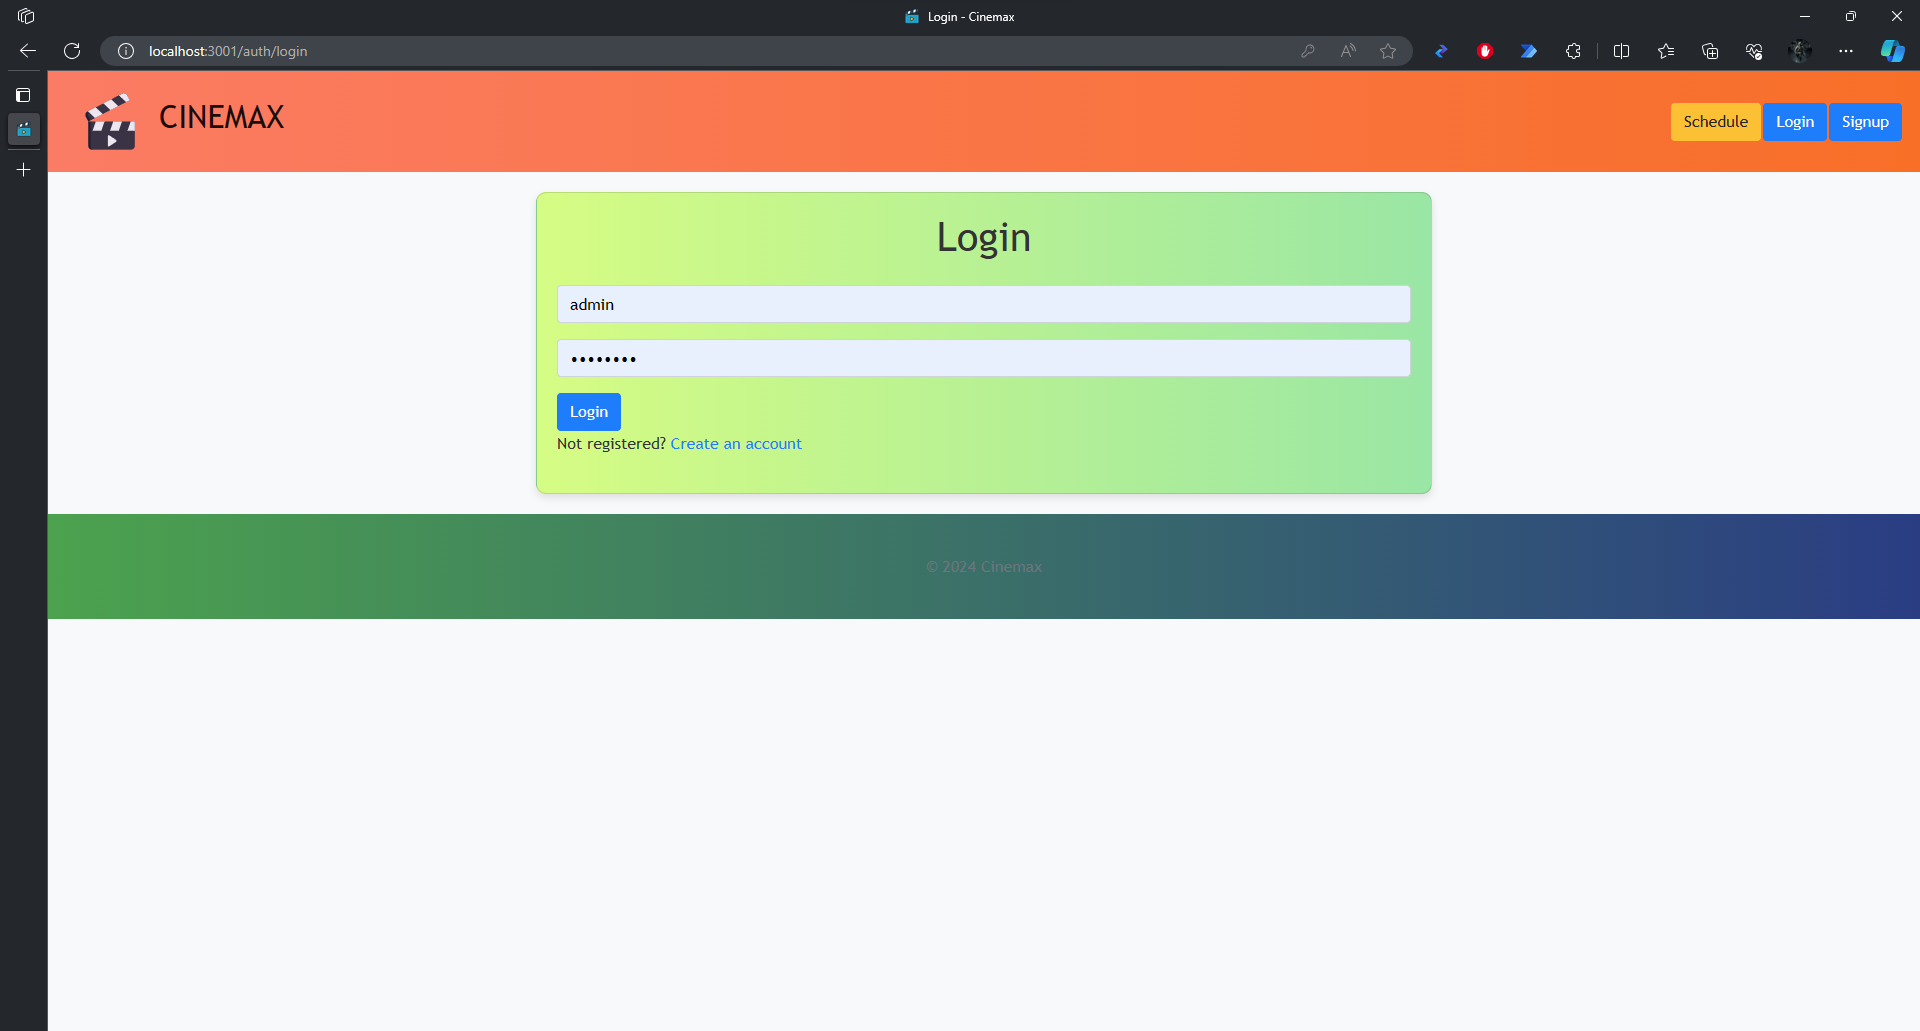 Login - Cinemax
localhost:3001/auth/login
CINEMAX
Schedule
Login
Signup
Login
admin
••••••••
Login
Not registered? Create an account
© 2024 Cinemax